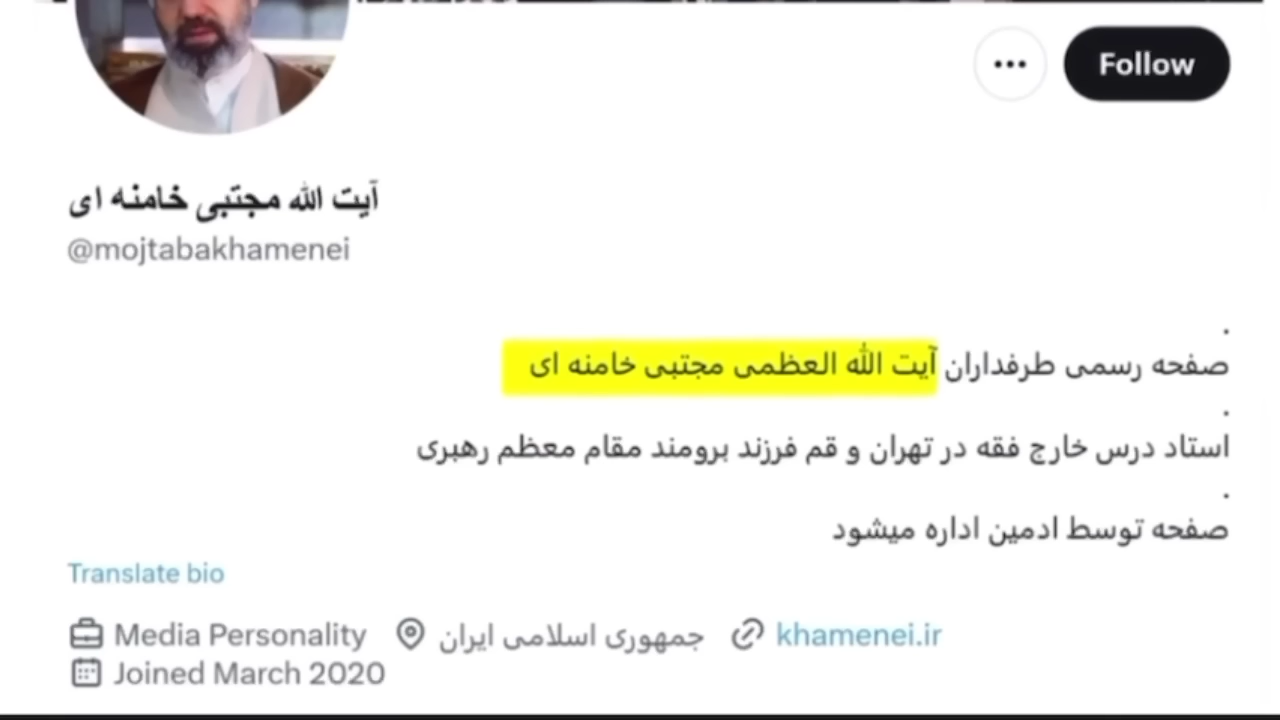 Follow
آیت الله مجتبی خامنه ای
@mojtabakhamenei
.
صفحه رسمی طرفداران آیت الله العظمی مجتبی خامنه ای
.
استاد درس خارج فقه در تهران و قم فرزند برومند مقام معظم رهبری
.
صفحه توسط ادمین اداره میشود
Translate bio
Media Personality جمهوری اسلامی ایران khamenei.ir
Joined March 2020